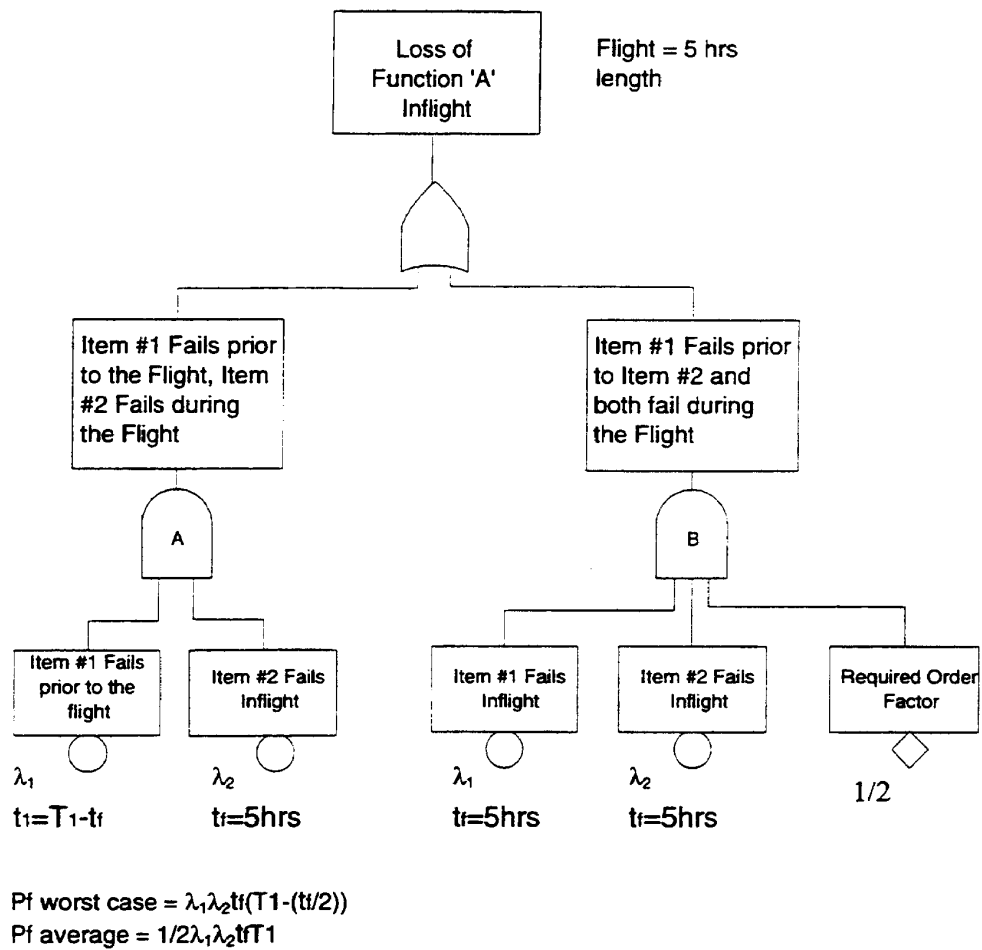 Loss of
Function 'A'
Inflight
Flight = 5 hrs
length
Item #1 Fails prior
to the Flight, Item
#2 Fails during
the Flight
Item #1 Fails prior
to Item #2 and
both fail during
the Flight
A
B
Item #1 Fails
prior to the
flight
Item #2 Fails
Inflight
Item #1 Fails
Inflight
Item #2 Fails
Inflight
Required Order
Factor
λ₁
t1=T1-tf
λ₂
tf=5hrs
λ₁
tf=5hrs
λ₂
tf=5hrs
1/2
Pf worst case = λ₁λ₂tf(T1-(tf/2))
Pf average = 1/2λ₁λ₂tfT1